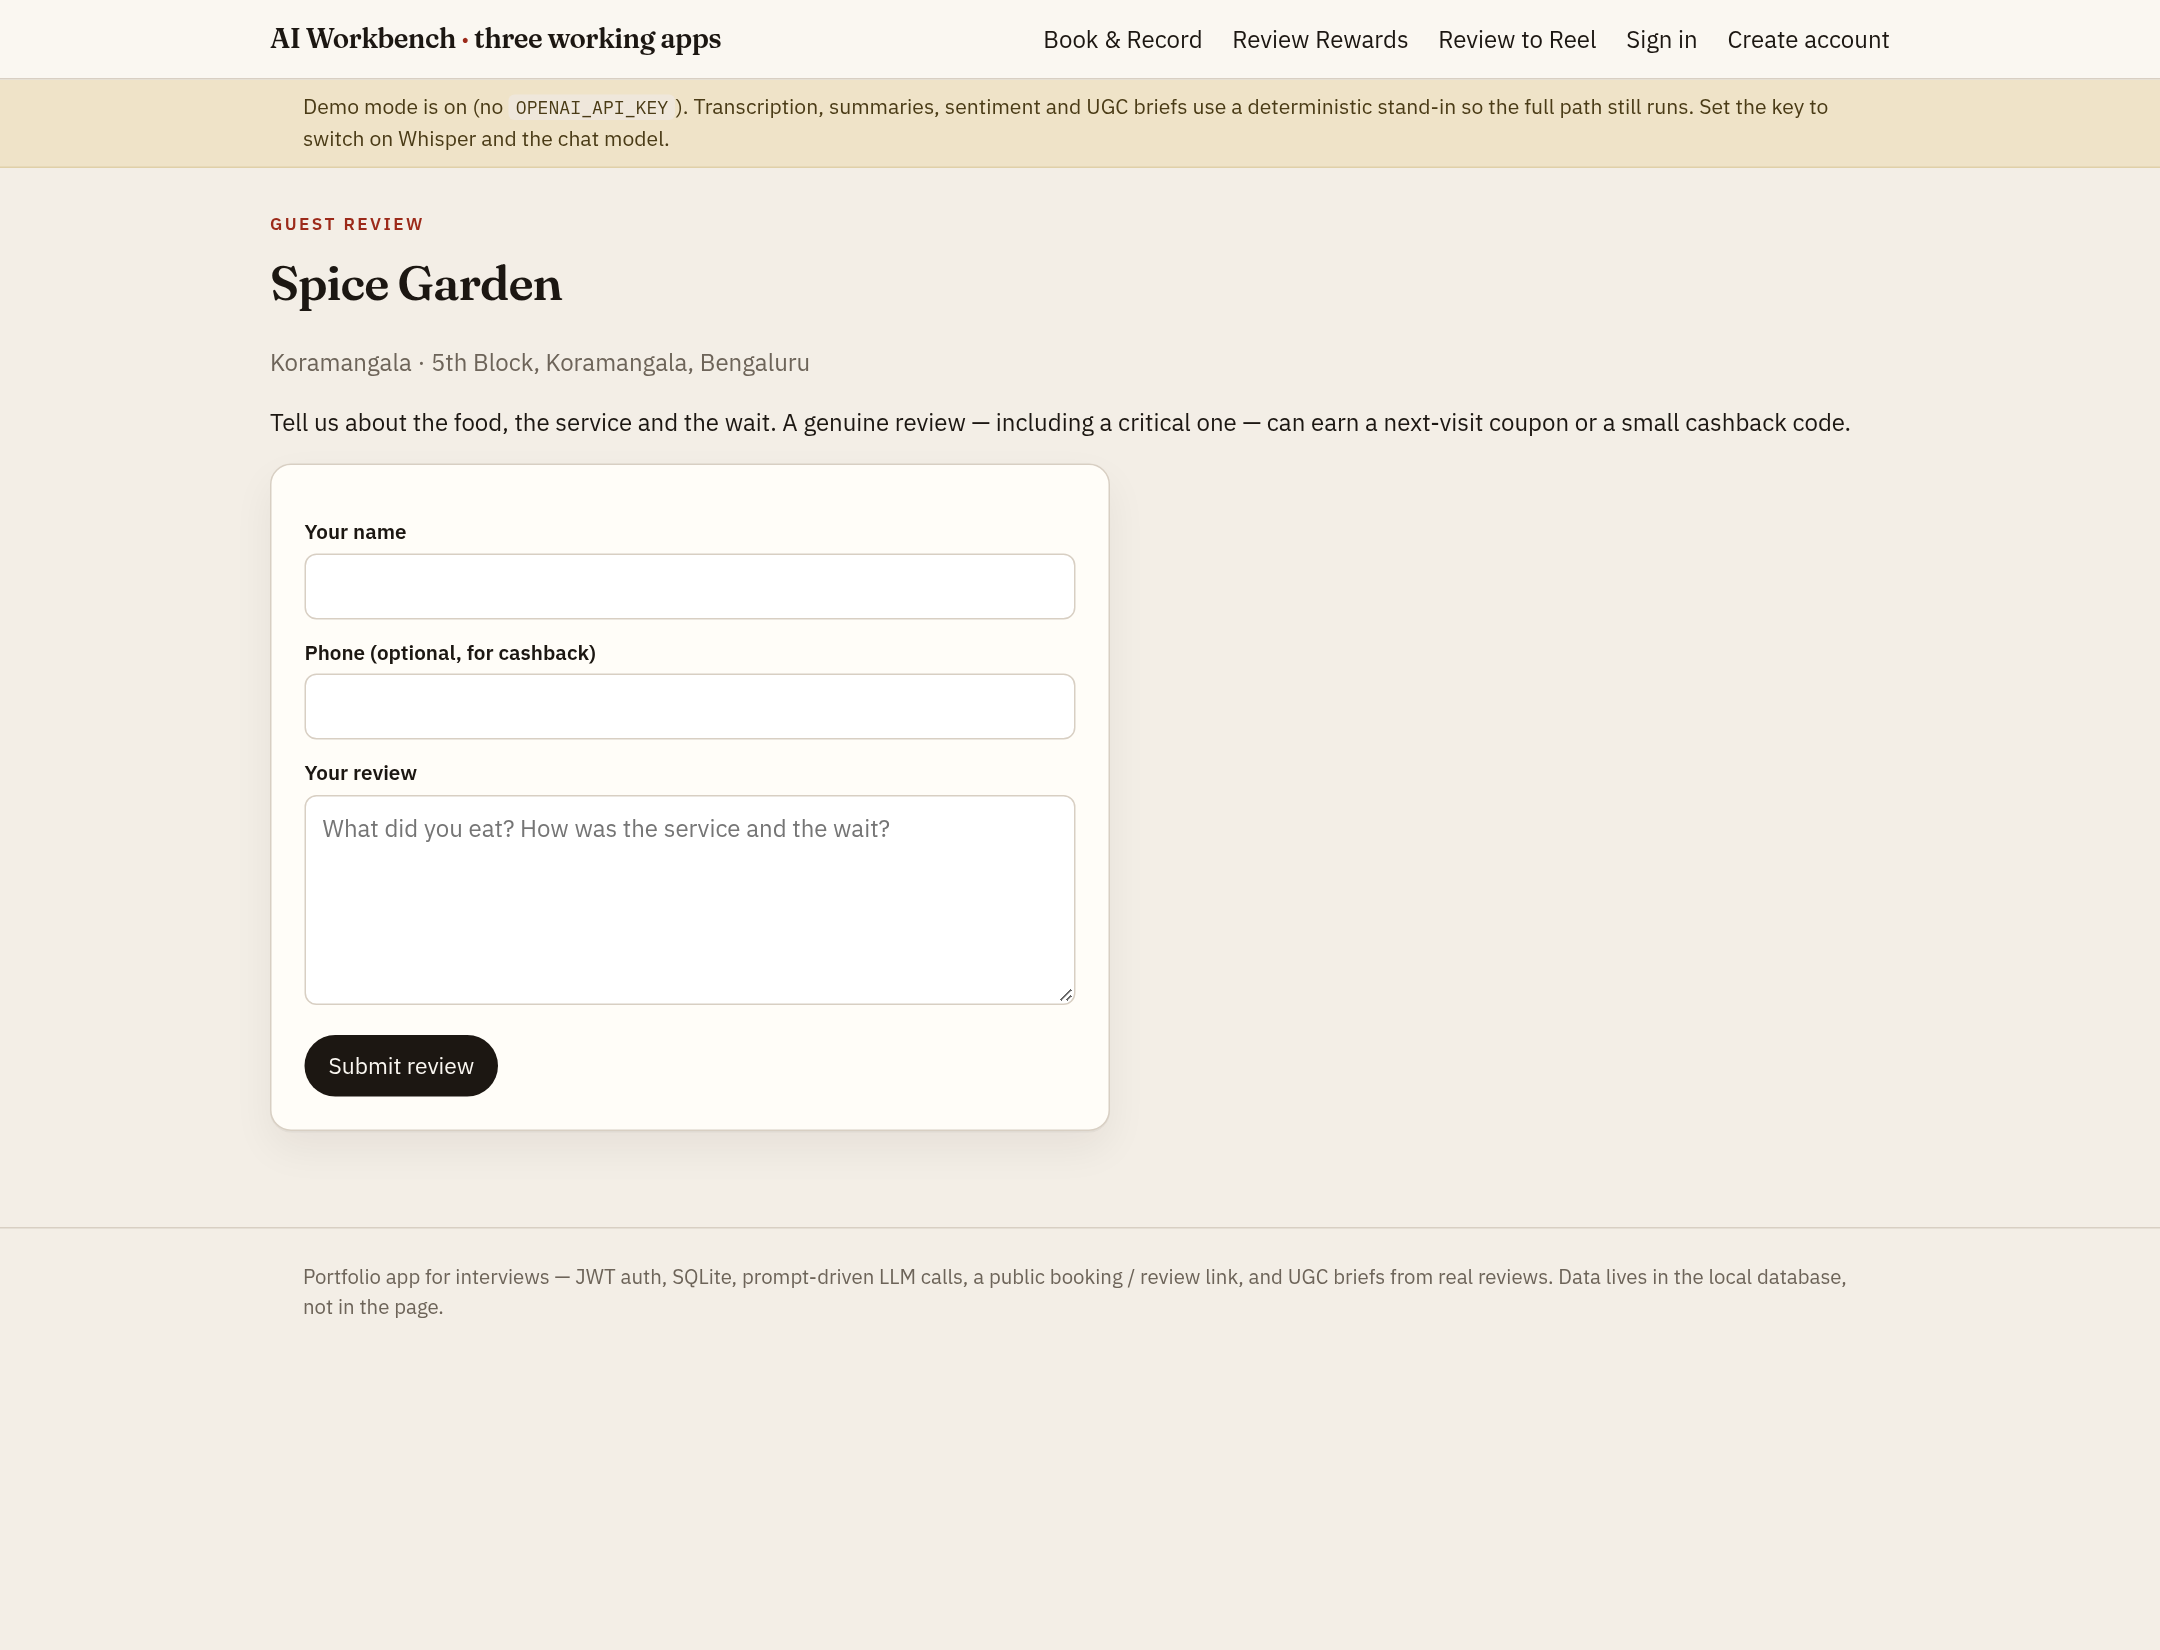 AI Workbench · three working apps
Book & Record
Review Rewards
Review to Reel
Sign in
Create account
Demo mode is on (no OPENAI_API_KEY). Transcription, summaries, sentiment and UGC briefs use a deterministic stand-in so the full path still runs. Set the key to
switch on Whisper and the chat model.
GUEST REVIEW
Spice Garden
Koramangala · 5th Block, Koramangala, Bengaluru
Tell us about the food, the service and the wait. A genuine review — including a critical one — can earn a next-visit coupon or a small cashback code.
Your name
Phone (optional, for cashback)
Your review
What did you eat? How was the service and the wait?
Submit review
Portfolio app for interviews — JWT auth, SQLite, prompt-driven LLM calls, a public booking / review link, and UGC briefs from real reviews. Data lives in the local database,
not in the page.